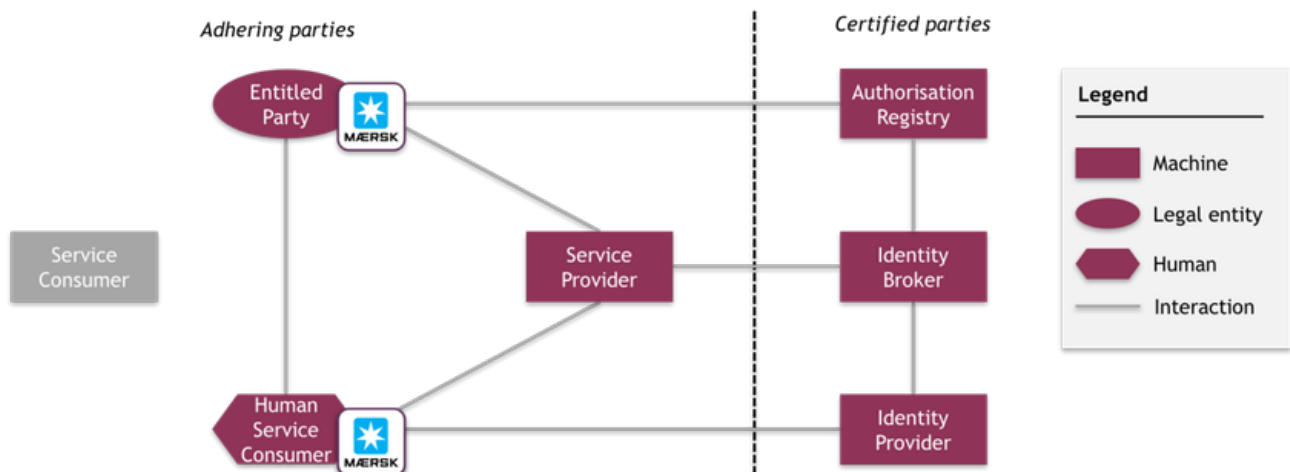 Adhering parties
Certified parties
Entitled
Party
MÆRSK
Authorisation
Registry
Legend
Machine
Legal entity
Human
Interaction
Service
Consumer
Service
Provider
Identity
Broker
Human
Service
Consumer
MÆRSK
Identity
Provider